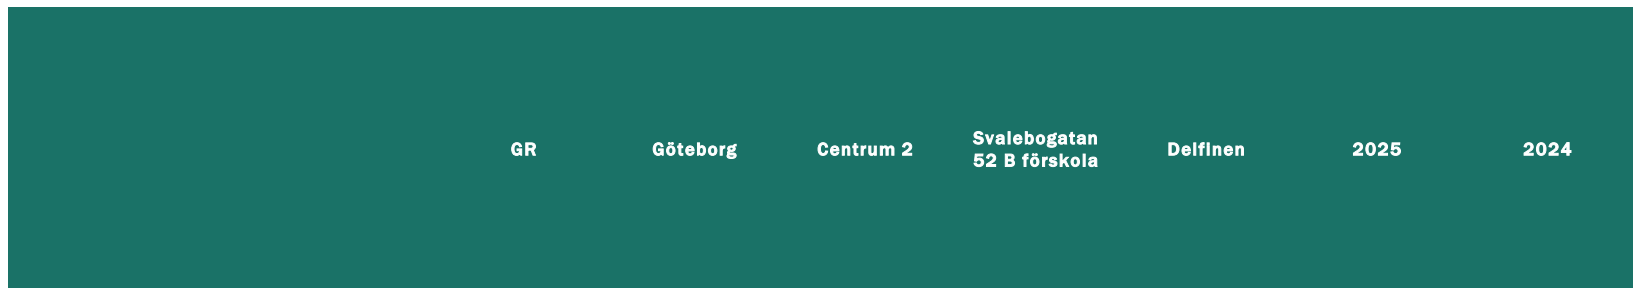 GR
Göteborg
Centrum 2
Svalebogatan
52 B förskola
Delfinen
2025
2024